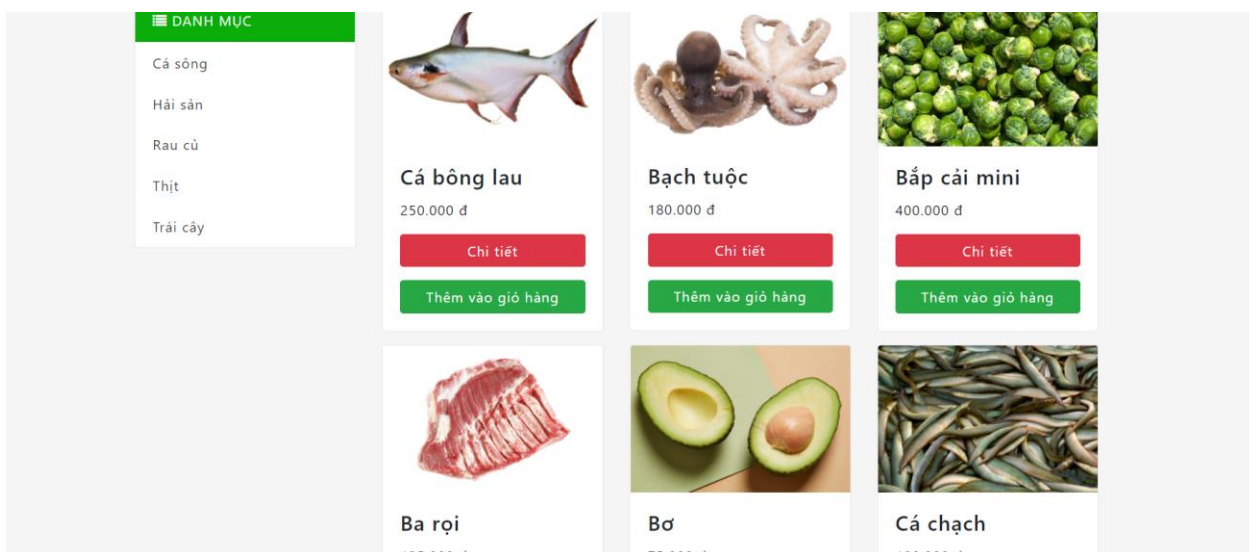 DANH MỤC
Cá sông
Hải sản
Rau củ
Thịt
Trái cây
Cá bông lau
250.000 đ
Chi tiết
Thêm vào giỏ hàng
Bạch tuộc
180.000 đ
Chi tiết
Thêm vào giỏ hàng
Bắp cải mini
400.000 đ
Chi tiết
Thêm vào giỏ hàng
Ba rọi
Bơ
Cá chạch